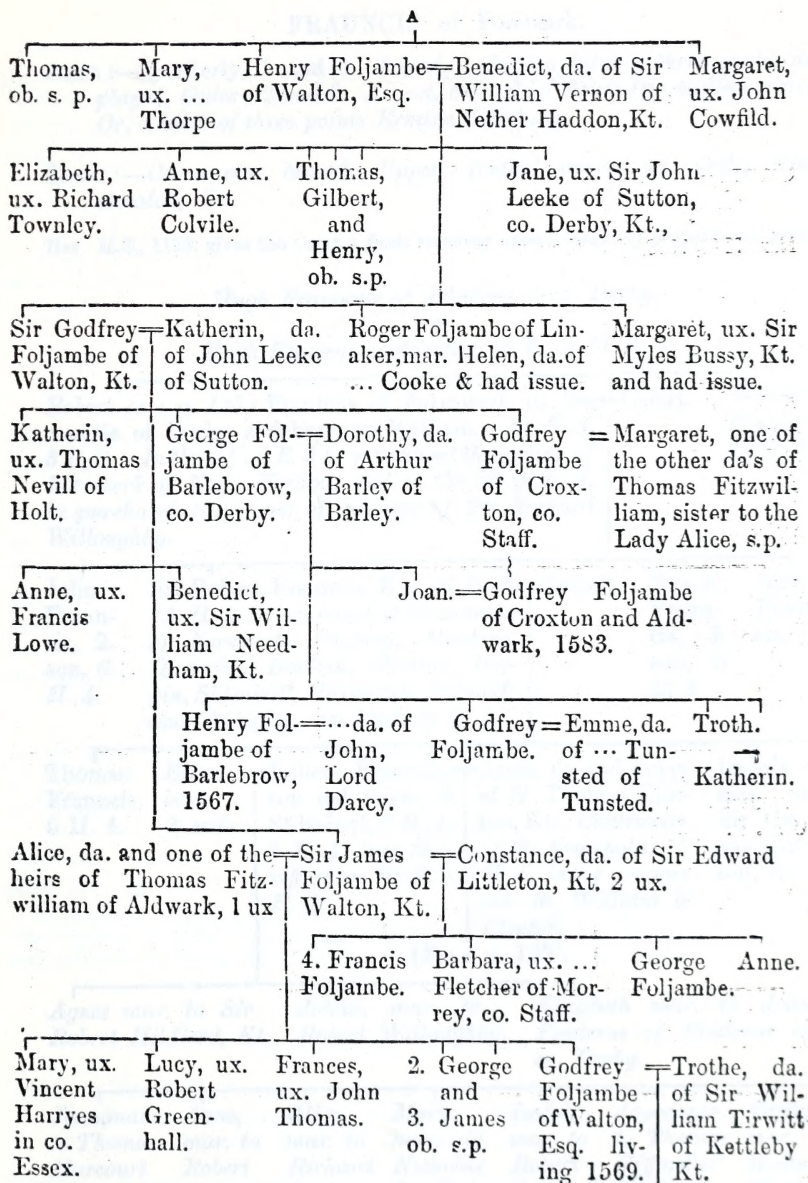 A
Thomas, Mary, Henry Foljambe = Benedict, da. of Sir Margaret,
ob. s. p. ux. ... of Walton, Esq. William Vernon of ux. John
Thorpe Nether Haddon, Kt. Cowfild.
Elizabeth, Anne, ux. Thomas, Jane, ux. Sir John
ux. Richard Robert Gilbert, Leeke of Sutton,
Townley. Colvile. and co. Derby, Kt.,
Henry,
ob. s.p.
Sir Godfrey = Katherin, da. Roger Foljambe of Lin-
Foljambe of of John Leeke aker, mar. Helen, da. of Myles Bussy, Kt.
Walton, Kt. of Sutton. ... Cooke & had issue. and had issue.
Margaret, ux. Sir
Katherin, George Fol- = Dorothy, da. Godfrey = Margaret, one of
ux. Thomas jambe of of Arthur Foljambe the other da's of
Nevill of Barleborow, Barley of of Crox- Thomas Fitzwil-
Holt. co. Derby. Barley. ton, co. liam, sister to the
Staff. Lady Alice, s.p.
Anne, ux. Benedict, Joan. = Godfrey Foljambe
Francis ux. Sir Wil- of Croxton and Ald-
Lowe. liam Need- wark, 1583.
ham, Kt.
Henry Fol- = ... da. of Godfrey = Emme, da. Troth.
jambe of John, Foljambe. of ... Tun-
Barlebrow, Lord sted of Katherin.
1567. Darcy. Tunsted.
Alice, da. and one of the = Sir James = Constance, da. of Sir Edward
heirs of Thomas Fitz- Foljambe of Littleton, Kt. 2 ux.
william of Aldwark, 1 ux Walton, Kt.
4. Francis Barbara, ux. ... George Anne.
Foljambe. Fletcher of Mor- Foljambe.
rey, co. Staff.
Mary, ux. Lucy, ux. Frances, 2. George Godfrey = Trothe, da.
Vincent Robert ux. John and Foljambe of Sir Wil-
Harryes Green- Thomas. 3. James of Walton, liam Tirwitt
in co. hall. ob. s.p. Esq. liv- of Kettleby
Essex. ing 1569. Kt.